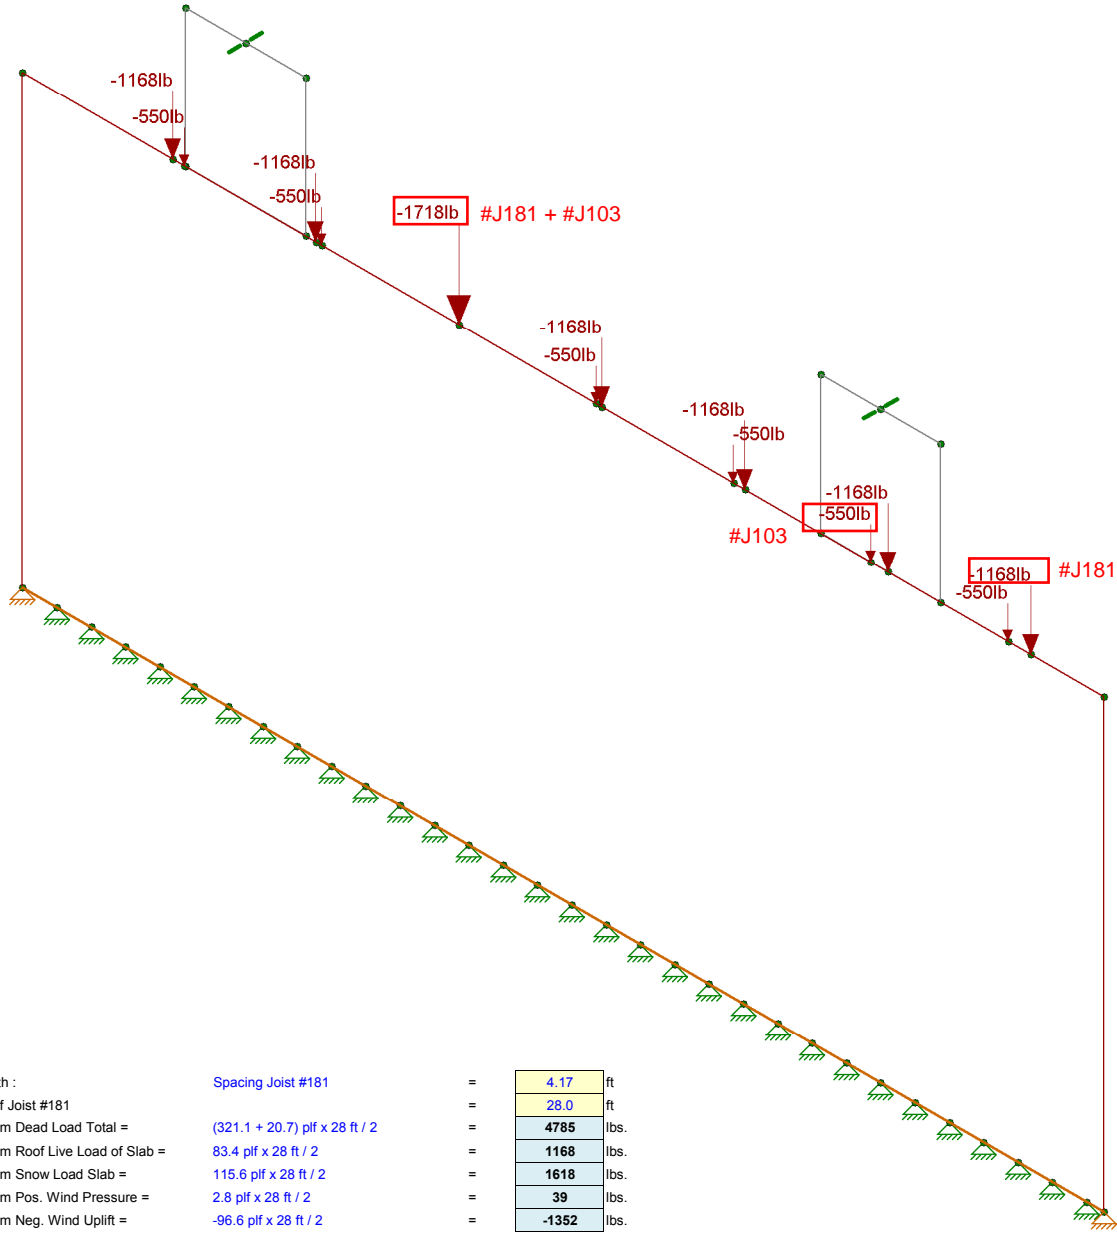 -1168lb
-550lb
-1168lb
-550lb
-1718lb #J181 + #J103
-1168lb
-550lb
-1168lb
-550lb
-1168lb
-550lb
#J103
-1168lb #J181
-550lb
th : Spacing Joist #181 = 4.17 ft
f Joist #181 = 28.0 ft
m Dead Load Total = (321.1 + 20.7) plf x 28 ft / 2 = 4785 lbs.
m Roof Live Load of Slab = 83.4 plf x 28 ft / 2 = 1168 lbs.
m Snow Load Slab = 115.6 plf x 28 ft / 2 = 1618 lbs.
m Pos. Wind Pressure = 2.8 plf x 28 ft / 2 = 39 lbs.
m Neg. Wind Uplift = -96.6 plf x 28 ft / 2 = -1352 lbs.